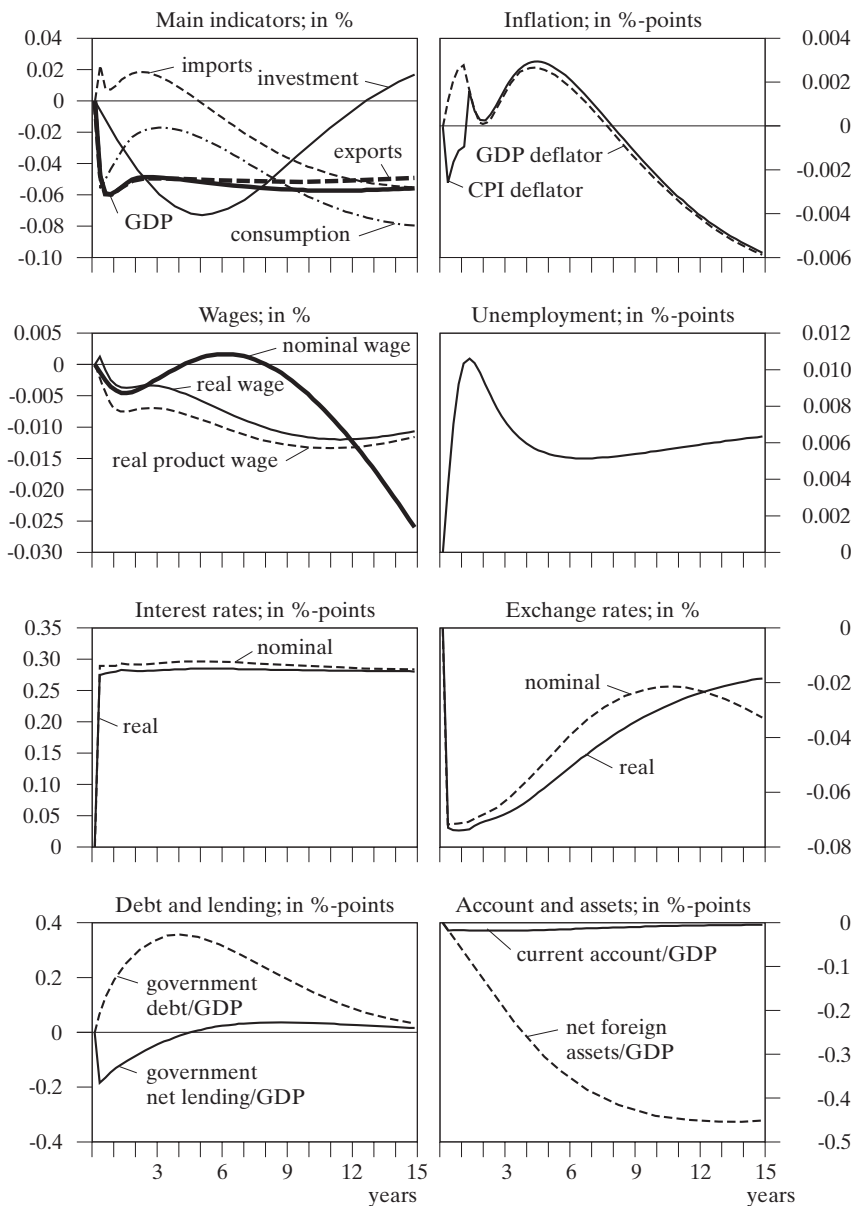 Main indicators; in %
0.04
0.04
0
-0.02
-0.04
-0.06
-0.08
-0.10
imports
investment
exports
GDP
consumption
Inflation; in %-points
0.004
0.002
0
-0.002
-0.004
-0.006
GDP deflator
CPI deflator
Wages; in %
0.005
0
-0.005
-0.010
-0.015
-0.020
-0.025
-0.030
nominal wage
real wage
real product wage
Unemployment; in %-points
0.012
0.010
0.008
0.006
0.004
0.002
0
Interest rates; in %-points
0.35
0.30
0.25
0.20
0.15
0.10
0.05
0
nominal
real
Exchange rates; in %
0
-0.02
-0.04
-0.06
-0.08
nominal
real
Debt and lending; in %-points
0.4
0.2
0
-0.2
-0.4
government
debt/GDP
government
net lending/GDP
3 6 9 12 15
years
Account and assets; in %-points
0
-0.1
-0.2
-0.3
-0.4
-0.5
current account/GDP
net foreign
assets/GDP
3 6 9 12 15
years